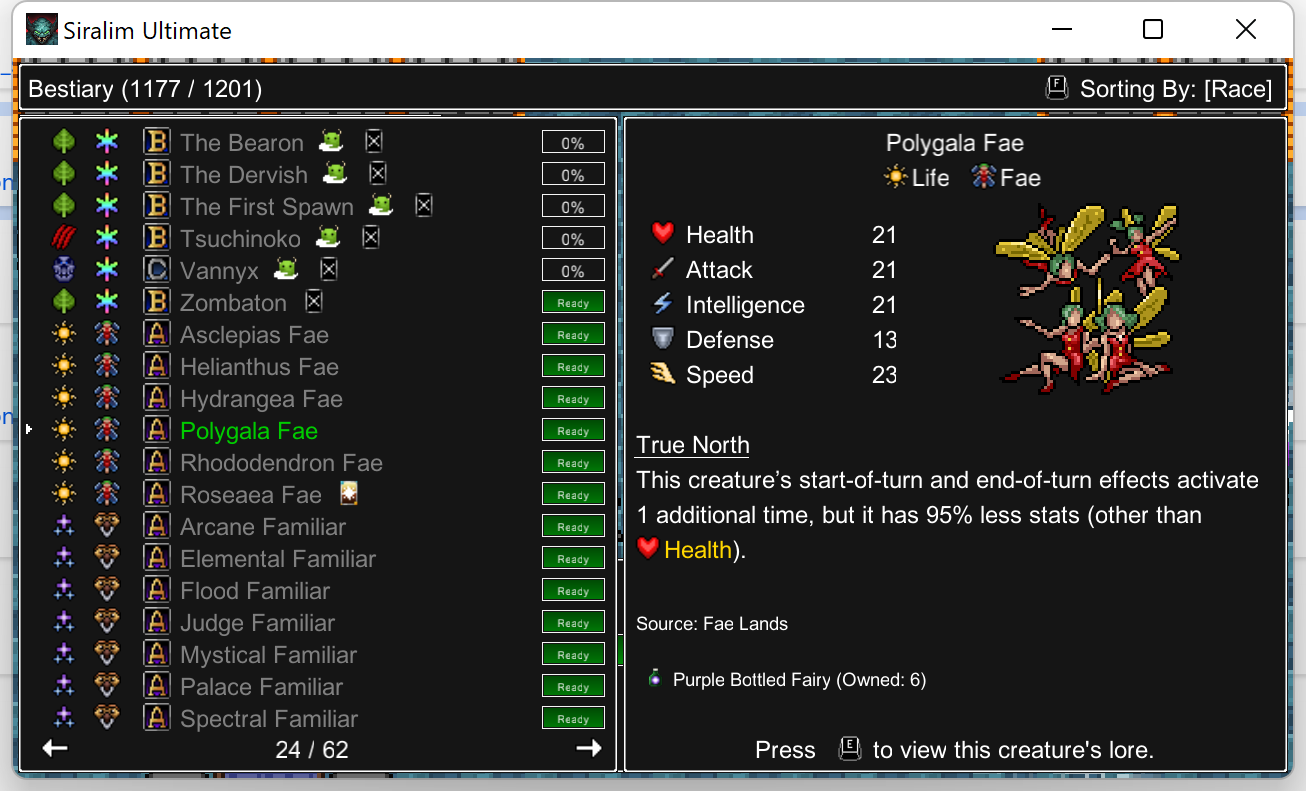 Siralim Ultimate
Bestiary (1177 / 1201)
F Sorting By: [Race]
B The Bearon 0%
B The Dervish 0%
B The First Spawn 0%
B Tsuchinoko 0%
C Vannyx 0%
B Zombaton Ready
A Asclepias Fae Ready
A Helianthus Fae Ready
A Hydrangea Fae Ready
A Polygala Fae Ready
A Rhododendron Fae Ready
A Roseaea Fae Ready
A Arcane Familiar Ready
A Elemental Familiar Ready
A Flood Familiar Ready
A Judge Familiar Ready
A Mystical Familiar Ready
A Palace Familiar Ready
A Spectral Familiar Ready
24 / 62
Polygala Fae
Life Fae
Health 21
Attack 21
Intelligence 21
Defense 13
Speed 23
True North
This creature's start-of-turn and end-of-turn effects activate
1 additional time, but it has 95% less stats (other than
Health).
Source: Fae Lands
Purple Bottled Fairy (Owned: 6)
Press E to view this creature's lore.